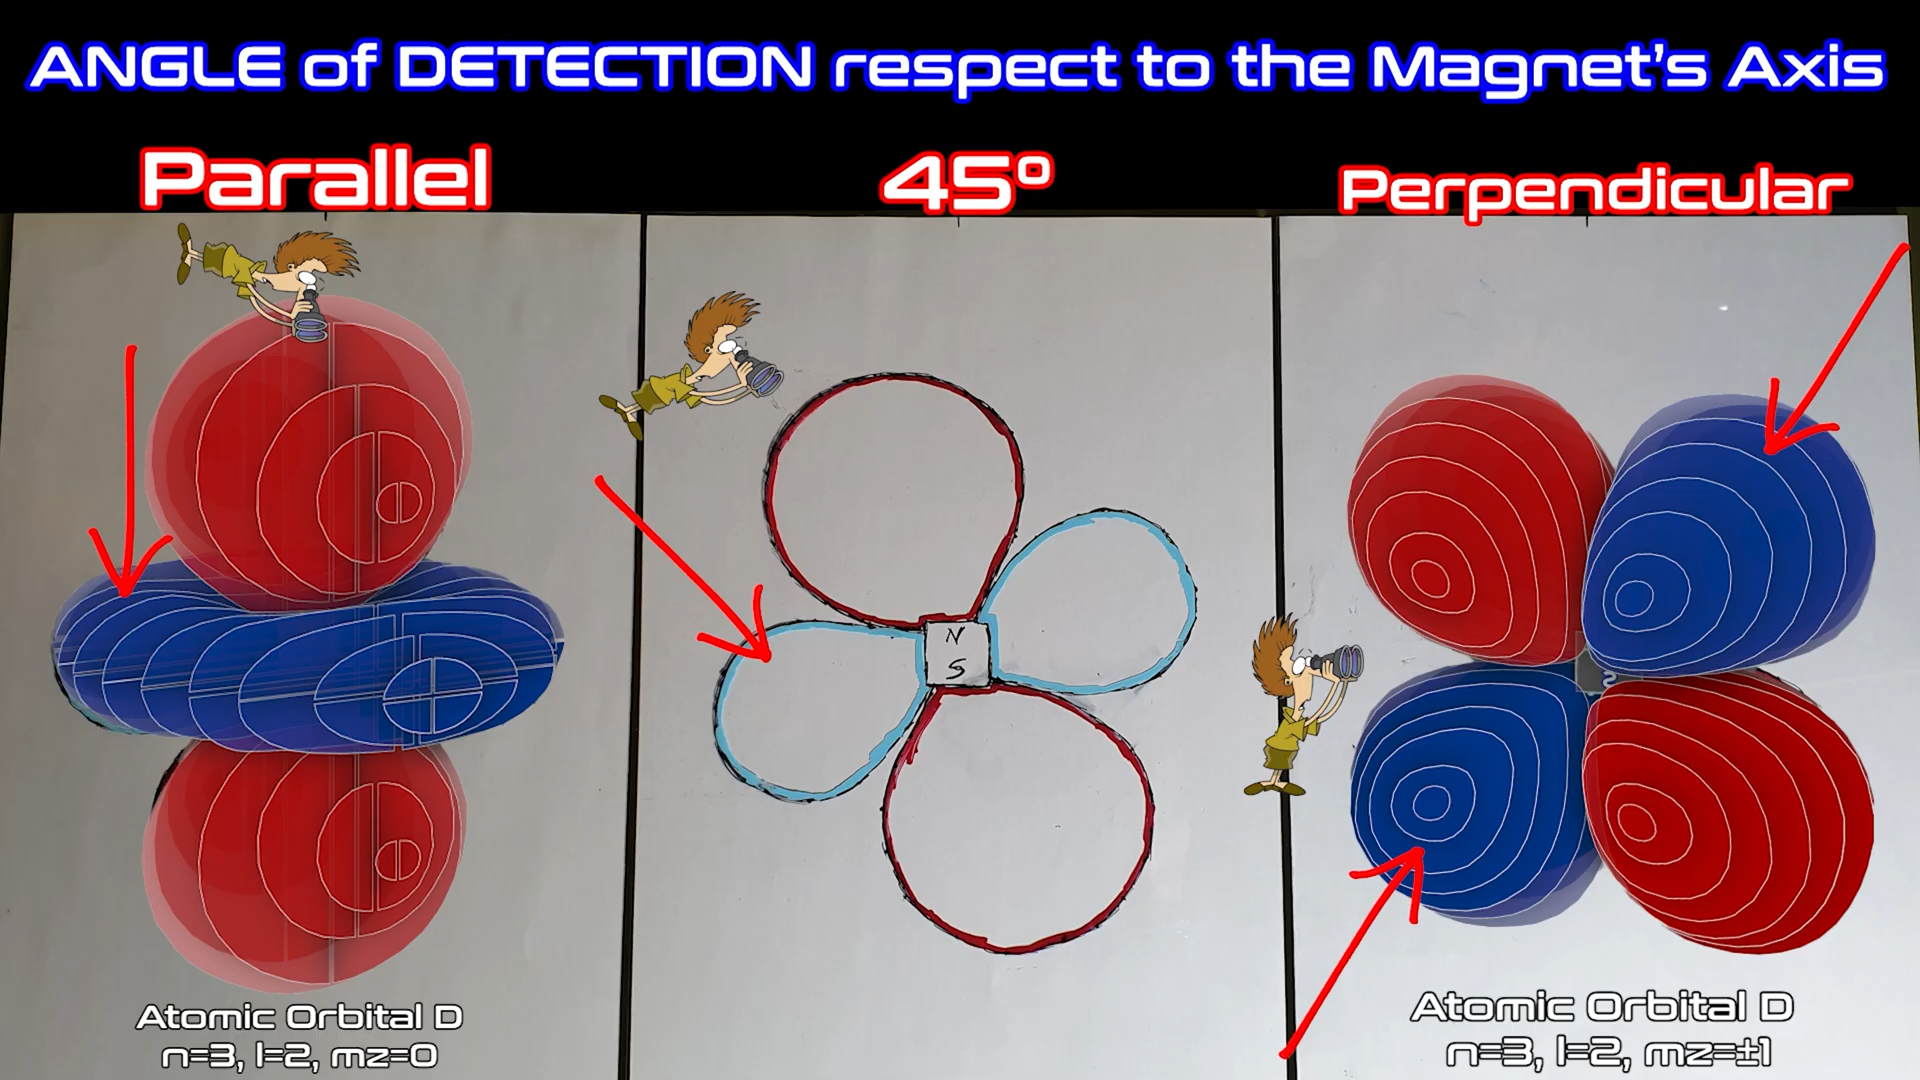 ANGLE of DETECTION respect to the Magnet's Axis
Parallel
45º
Perpendicular
N
S
S
Atomic Orbital D
n=3, l=2, mz=0
Atomic Orbital D
n=3, l=2, mz=±1